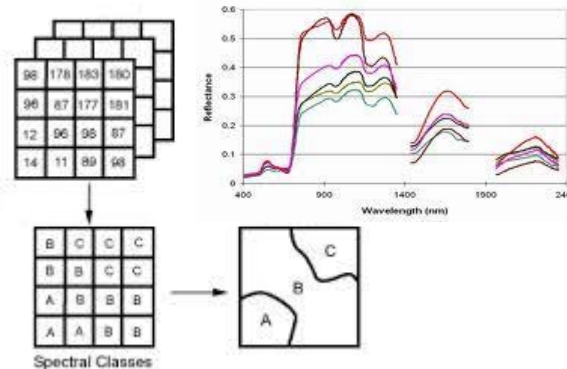 98 178 183 180
96 87 177 181
12 96 98 87
14 11 89 98
0.6
0.5
0.4
0.3
0.2
0.1
0
Reflectance
400 900 1400 1900 240
Wavelength (nm)
B C C C
B B C C
A B B B
A A B B
Spectral Classes
C
B
A